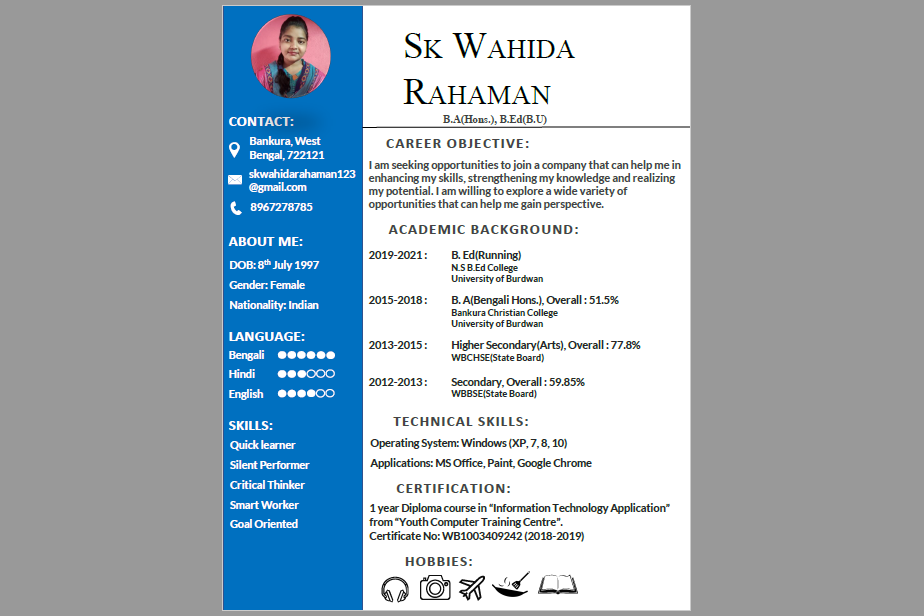 SK WAHIDA
RAHAMAN
B.A(Hons.), B.Ed(B.U)
CONTACT:
Bankura, West
Bengal, 722121
skwahidarahaman123
@gmail.com
8967278785
ABOUT ME:
DOB: 8th July 1997
Gender: Female
Nationality: Indian
LANGUAGE:
Bengali
Hindi
English
SKILLS:
Quick learner
Silent Performer
Critical Thinker
Smart Worker
Goal Oriented
CAREER OBJECTIVE:
I am seeking opportunities to join a company that can help me in
enhancing my skills, strengthening my knowledge and realizing
my potential. I am willing to explore a wide variety of
opportunities that can help me gain perspective.
ACADEMIC BACKGROUND:
2019-2021 : B. Ed(Running)
N.S B.Ed College
University of Burdwan
2015-2018 : B. A(Bengali Hons.), Overall : 51.5%
Bankura Christian College
University of Burdwan
2013-2015 : Higher Secondary(Arts), Overall : 77.8%
WBCHSE(State Board)
2012-2013 : Secondary, Overall : 59.85%
WBBSE(State Board)
TECHNICAL SKILLS:
Operating System: Windows (XP, 7, 8, 10)
Applications: MS Office, Paint, Google Chrome
CERTIFICATION:
1 year Diploma course in “Information Technology Application”
from “Youth Computer Training Centre”.
Certificate No: WB1003409242 (2018-2019)
HOBBIES: